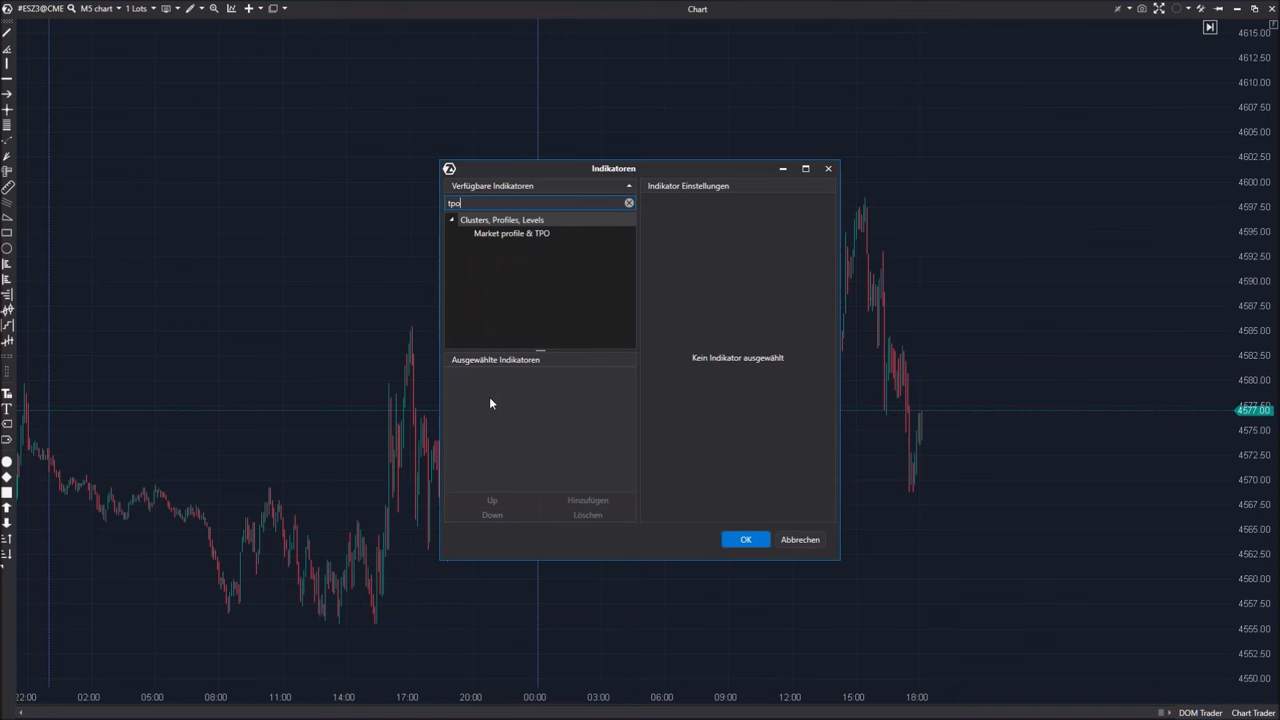 #ESZ3@CME M5 chart 1 Lots Chart
Indikatoren
Verfügbare Indikatoren
tpo
Clusters, Profiles, Levels
Market profile & TPO
Ausgewählte Indikatoren
Up Hinzufügen
Down Löschen
Indikator Einstellungen
Kein Indikator ausgewählt
OK Abbrechen
4615.00
4612.50
4610.00
4607.50
4605.00
4602.50
4600.00
4597.50
4595.00
4592.50
4590.00
4587.50
4585.00
4582.50
4580.00
4577.00
4575.00
4572.50
4570.00
4567.50
4565.00
4562.50
4560.00
4557.50
4555.00
4552.50
4550.00
22:00 02:00 05:00 08:00 11:00 14:00 17:00 20:00 00:00 03:00 06:00 09:00 12:00 15:00 18:00
DOM Trader Chart Trader